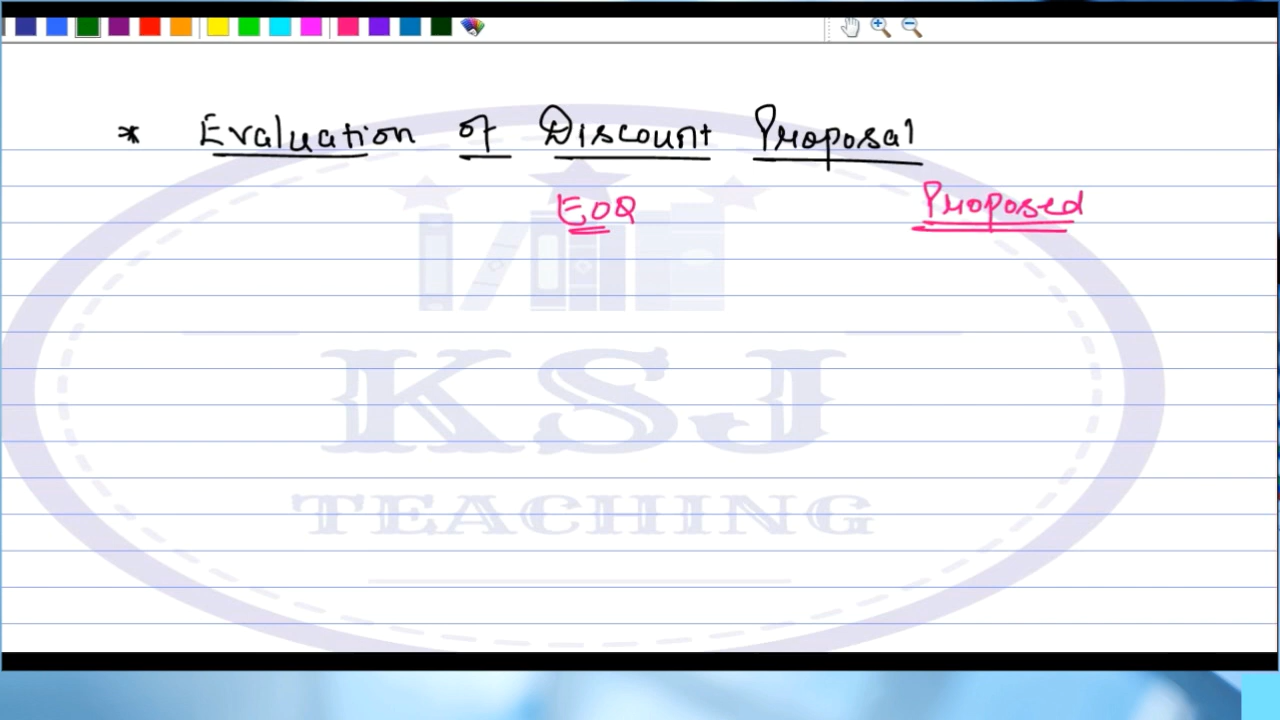 * Evaluation of Discount Proposal
EOQ Proposed
KSJ
TEACHING